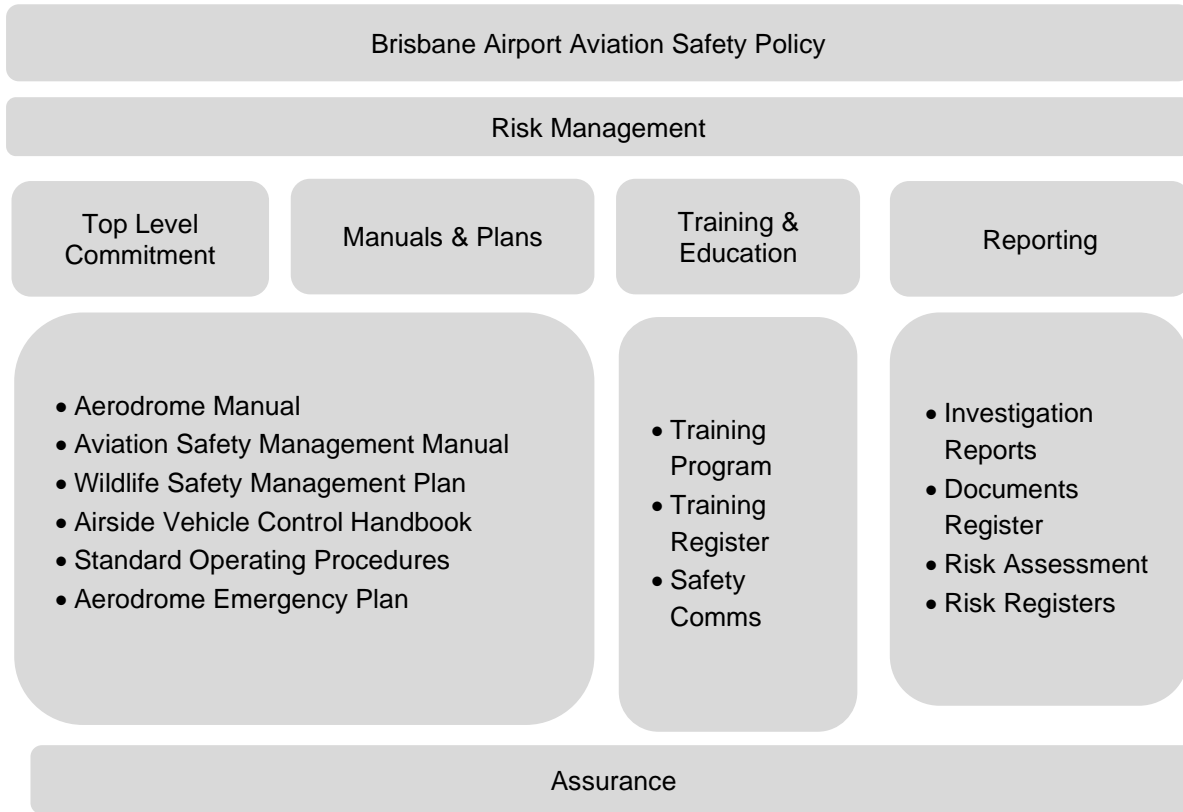 Brisbane Airport Aviation Safety Policy
Risk Management
Top Level
Commitment
Manuals & Plans
Training &
Education
Reporting
• Aerodrome Manual
• Aviation Safety Management Manual
• Wildlife Safety Management Plan
• Airside Vehicle Control Handbook
• Standard Operating Procedures
• Aerodrome Emergency Plan
• Training
Program
• Training
Register
• Safety
Comms
• Investigation
Reports
• Documents
Register
• Risk Assessment
• Risk Registers
Assurance